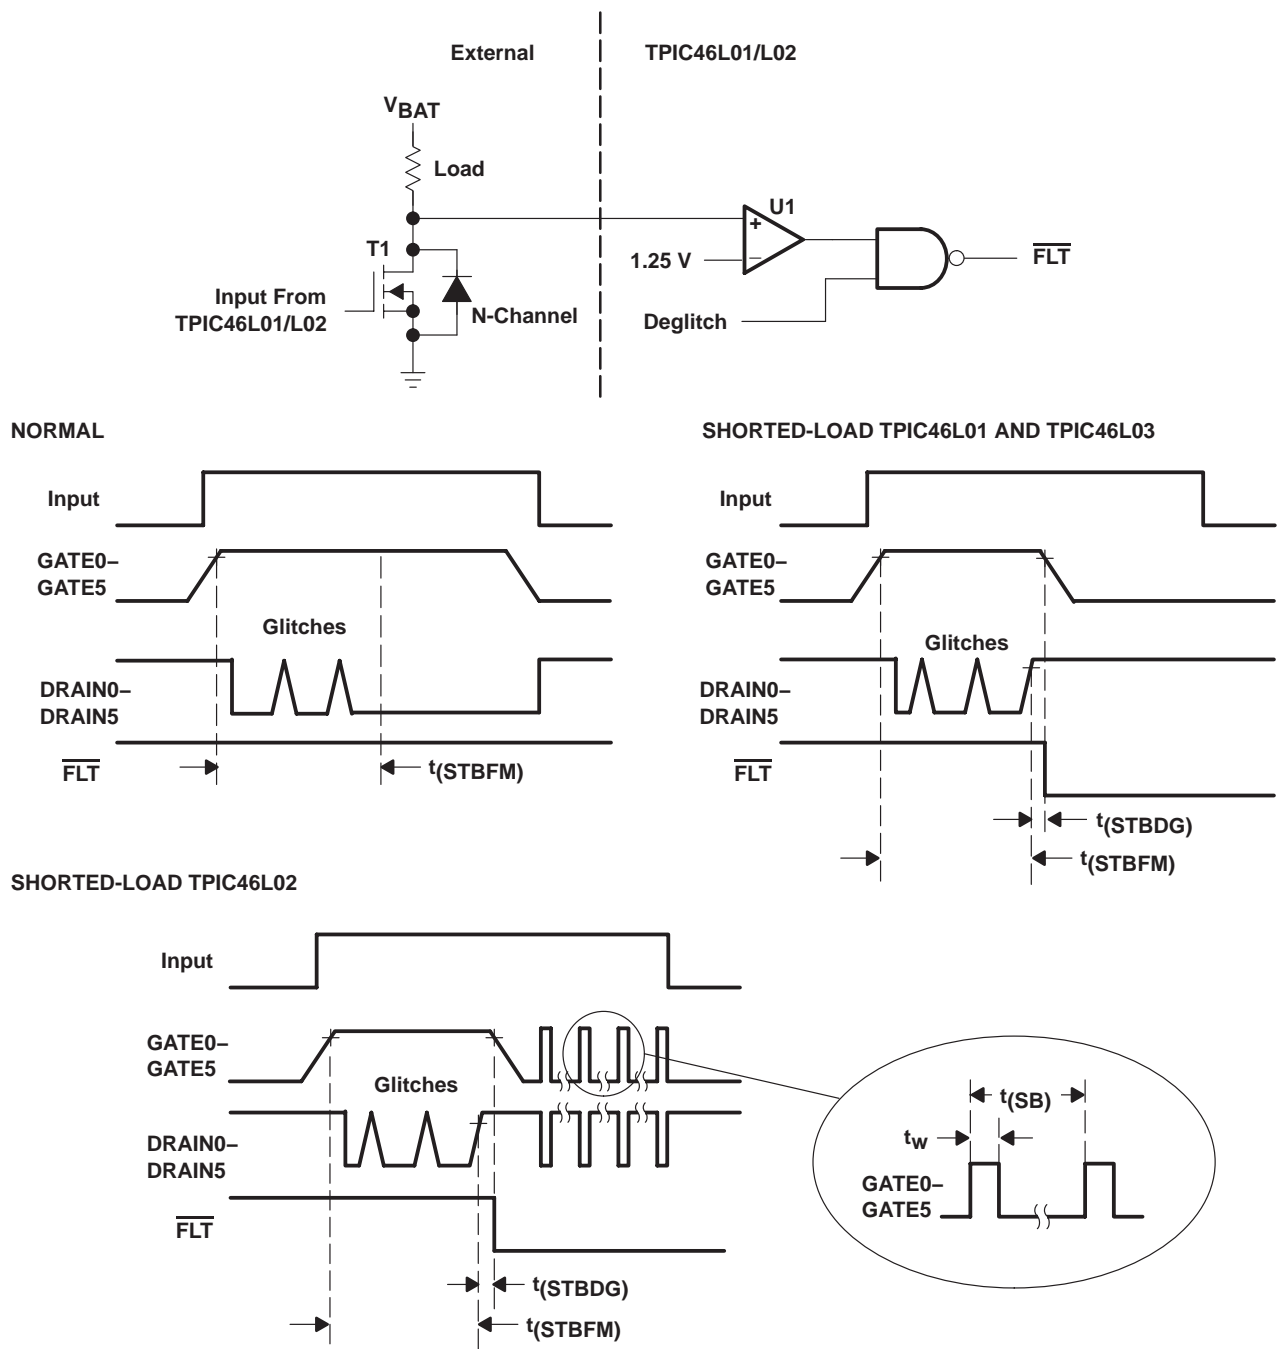 External
TPIC46L01/L02
VBAT
Load
U1
+
–
T1
1.25 V
FLT
Input From
TPIC46L01/L02
N-Channel
Deglitch
NORMAL
Input
GATE0–
GATE5
Glitches
DRAIN0–
DRAIN5
FLT
t(STBFM)
SHORTED-LOAD TPIC46L01 AND TPIC46L03
Input
GATE0–
GATE5
Glitches
DRAIN0–
DRAIN5
FLT
t(STBDG)
t(STBFM)
SHORTED-LOAD TPIC46L02
Input
GATE0–
GATE5
Glitches
DRAIN0–
DRAIN5
FLT
t(STBDG)
t(STBFM)
t(SB)
tw
GATE0–
GATE5